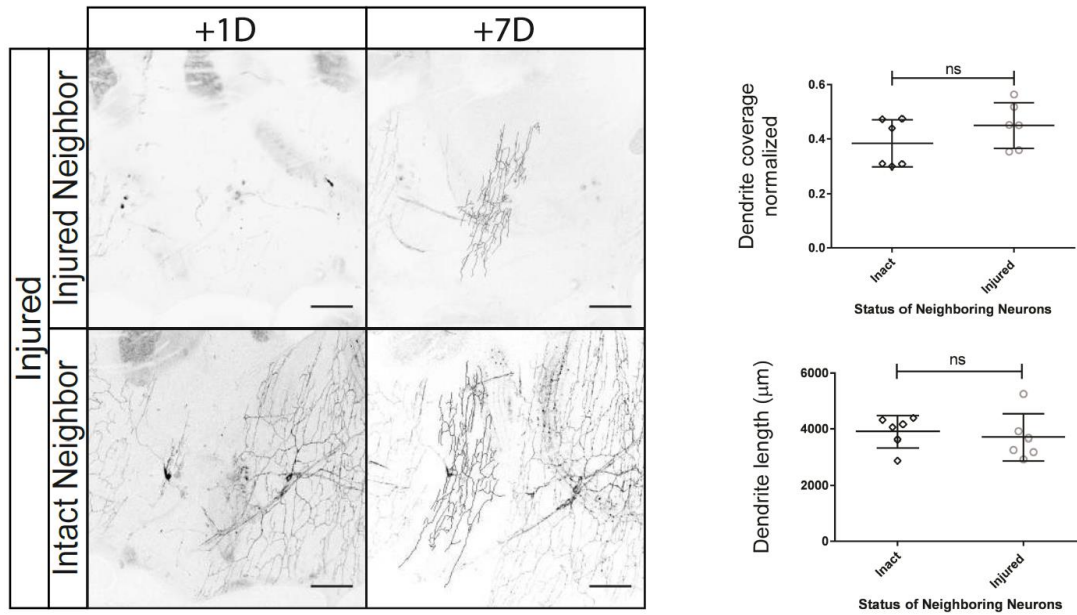 +1D
+7D
Injured
Injured Neighbor
Intact Neighbor
ns
Dendrite coverage
normalized
0.6
0.4
0.2
0.0
Inact
Injured
Status of Neighboring Neurons
ns
Dendrite length (μm)
6000
4000
2000
0
Inact
Injured
Status of Neighboring Neurons